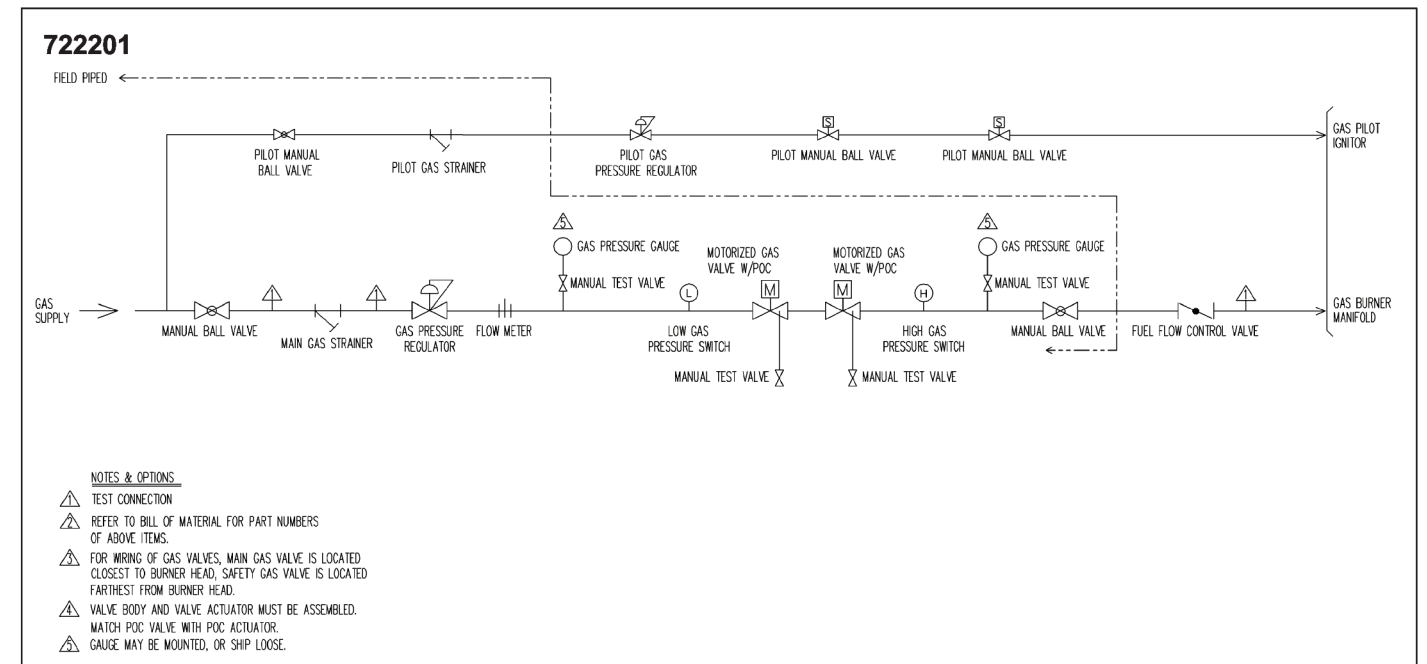 722201
FIELD PIPED
PILOT MANUAL
BALL VALVE
PILOT GAS STRAINER
PILOT GAS
PRESSURE REGULATOR
S
PILOT MANUAL BALL VALVE
S
PILOT MANUAL BALL VALVE
GAS PILOT
IGNITOR
GAS
SUPPLY
MANUAL BALL VALVE
1
MAIN GAS STRAINER
1
GAS PRESSURE
REGULATOR
FLOW METER
5
GAS PRESSURE GAUGE
MANUAL TEST VALVE
L
LOW GAS
PRESSURE SWITCH
MOTORIZED GAS
VALVE W/POC
M
MANUAL TEST VALVE
MOTORIZED GAS
VALVE W/POC
M
MANUAL TEST VALVE
H
HIGH GAS
PRESSURE SWITCH
5
GAS PRESSURE GAUGE
MANUAL TEST VALVE
MANUAL BALL VALVE
FUEL FLOW CONTROL VALVE
1
GAS BURNER
MANIFOLD
NOTES & OPTIONS
1 TEST CONNECTION
2 REFER TO BILL OF MATERIAL FOR PART NUMBERS
OF ABOVE ITEMS.
3 FOR WIRING OF GAS VALVES, MAIN GAS VALVE IS LOCATED
CLOSEST TO BURNER HEAD, SAFETY GAS VALVE IS LOCATED
FARTHEST FROM BURNER HEAD.
4 VALVE BODY AND VALVE ACTUATOR MUST BE ASSEMBLED.
MATCH POC VALVE WITH POC ACTUATOR.
5 GAUGE MAY BE MOUNTED, OR SHIP LOOSE.